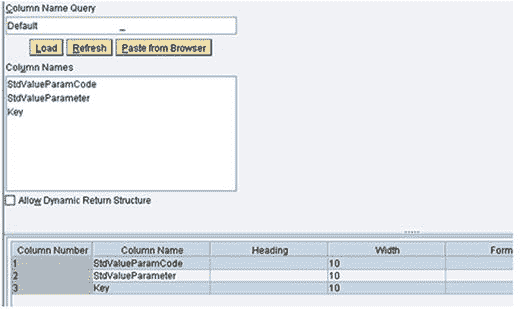 Column Name Query
Default
Load Refresh Paste from Browser
Column Names
StdValueParamCode
StdValueParameter
Key
Allow Dynamic Return Structure
Column Number Column Name Heading Width Form
1 StdValueParamCode 10
2 StdValueParameter 10
3 Key 10